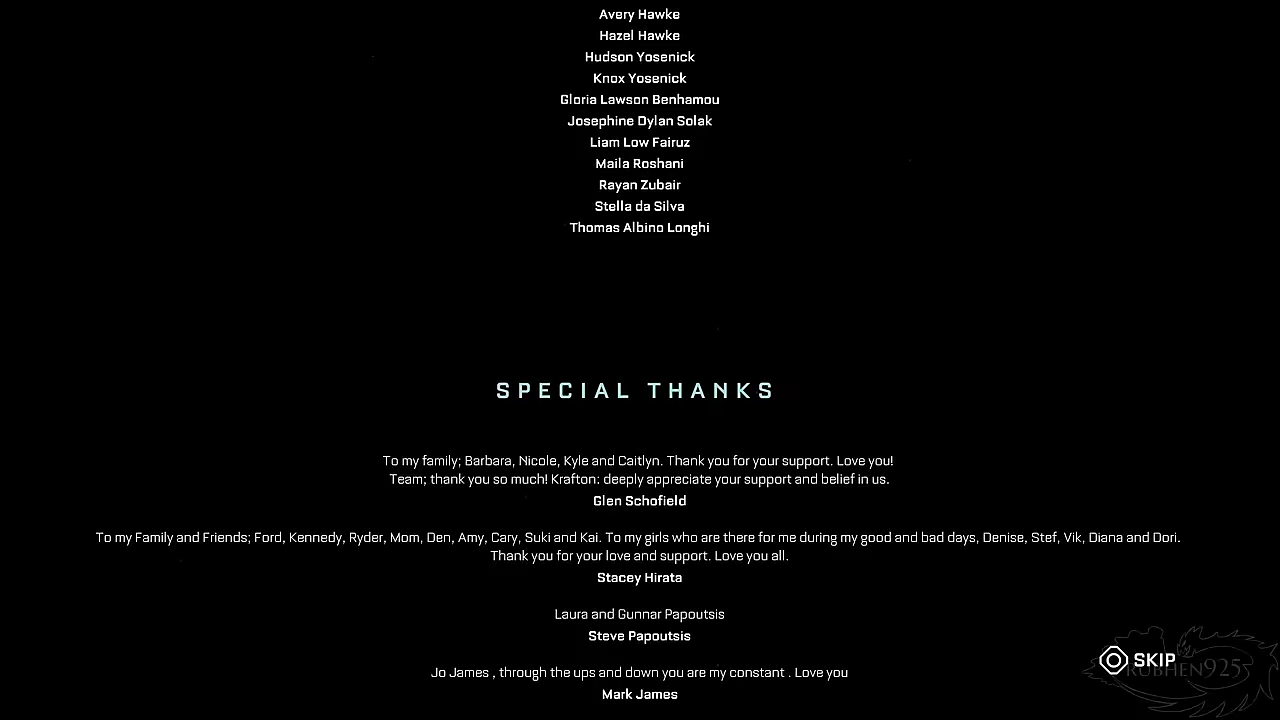 Avery Hawke
Hazel Hawke
Hudson Yosenick
Knox Yosenick
Gloria Lawson Benhamou
Josephine Dylan Solak
Liam Low Fairuz
Maila Roshani
Rayan Zubair
Stella da Silva
Thomas Albino Longhi
SPECIAL THANKS
To my family; Barbara, Nicole, Kyle and Caitlyn. Thank you for your support. Love you!
Team; thank you so much! Krafton: deeply appreciate your support and belief in us.
Glen Schofield
To my Family and Friends; Ford, Kennedy, Ryder, Mom, Den, Amy, Cary, Suki and Kai. To my girls who are there for me during my good and bad days, Denise, Stef, Vik, Diana and Dori.
Thank you for your love and support. Love you all.
Stacey Hirata
Laura and Gunnar Papoutsis
Steve Papoutsis
Jo James , through the ups and down you are my constant . Love you
Mark James
SKIP
RUBHEN925